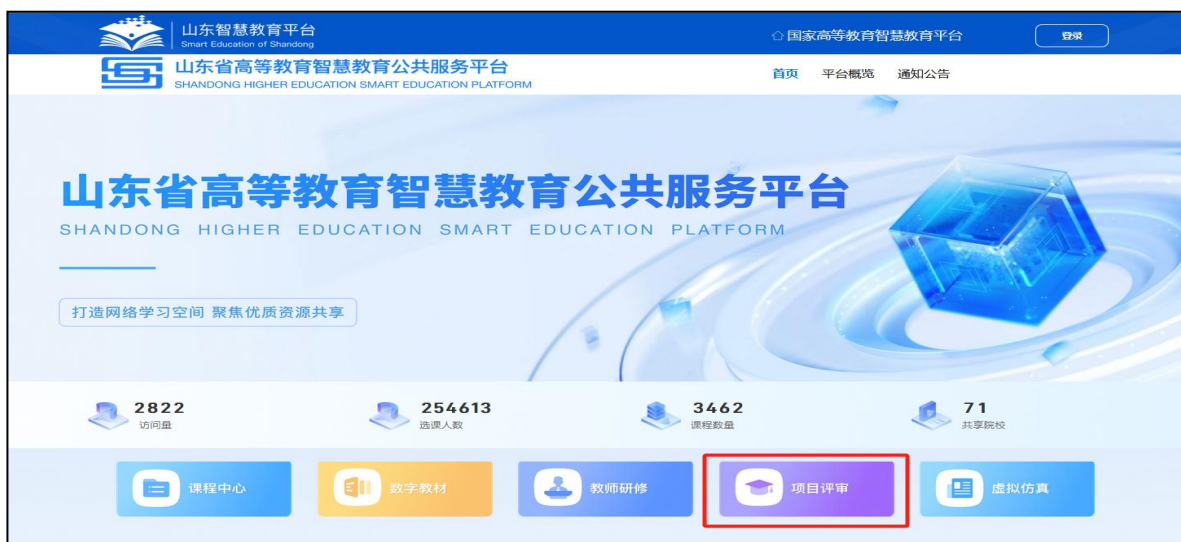 山东智慧教育平台
Smart Education of Shandong
国家高等教育智慧教育平台
登录
山东省高等教育智慧教育公共服务平台
SHANDONG HIGHER EDUCATION SMART EDUCATION PLATFORM
首页 平台概览 通知公告
山东省高等教育智慧教育公共服务平台
SHANDONG HIGHER EDUCATION SMART EDUCATION PLATFORM
打造网络学习空间 聚焦优质资源共享
2822
访问量
254613
选课人数
3462
课程数量
71
共享院校
课程中心
数字教材
教师研修
项目评审
虚拟仿真